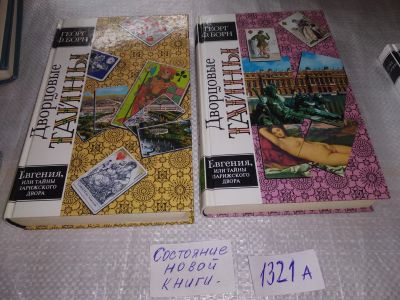 ГЕОРГ Ф. БОРН
Дворцовые
ТАЙНЫ
Евгения,
ИЛИ ТАЙНЫ
ПАРИЖСКОГО
ДВОРА
ГЕОРГ
Ф. БОРН
Дворцовые
ТАЙНЫ
Евгения,
ИЛИ ТАЙНЫ
ПАРИЖСКОГО
ДВОРА
Состояние
новой
книги.
1321А